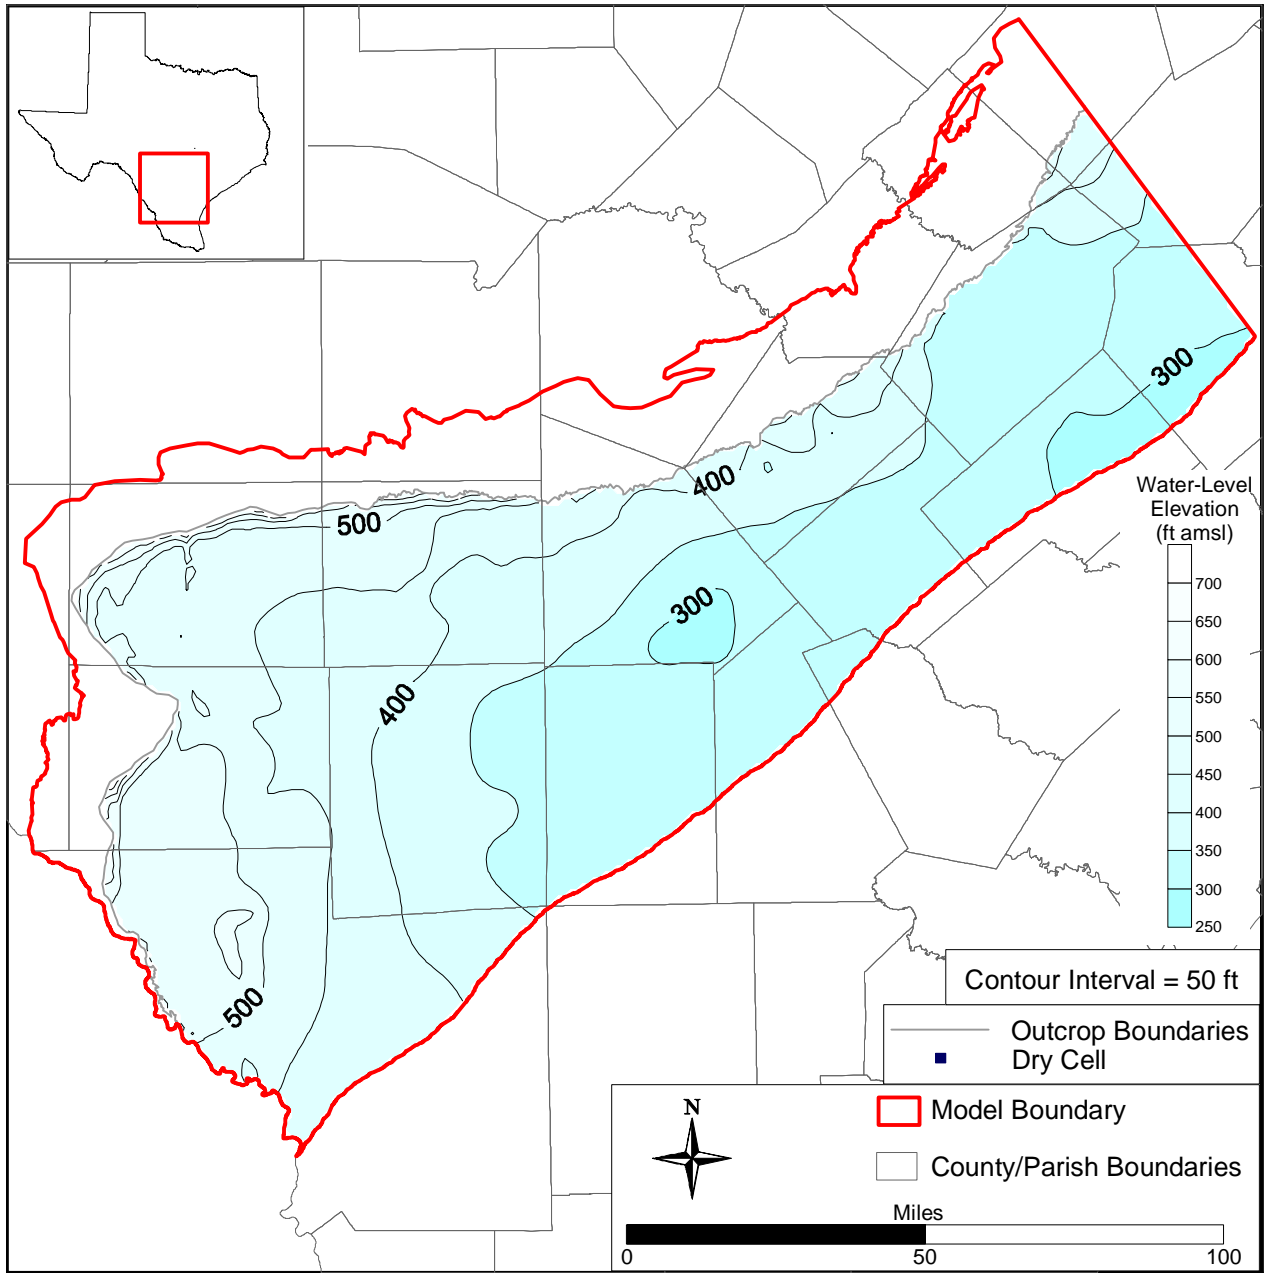 300
Water-Level
Elevation
(ft amsl)
400
500
700
300
650
600
550
400
500
450
400
350
300
250
500
Contour Interval = 50 ft
Outcrop Boundaries
Dry Cell
N
Model Boundary
County/Parish Boundaries
Miles
0 50 100